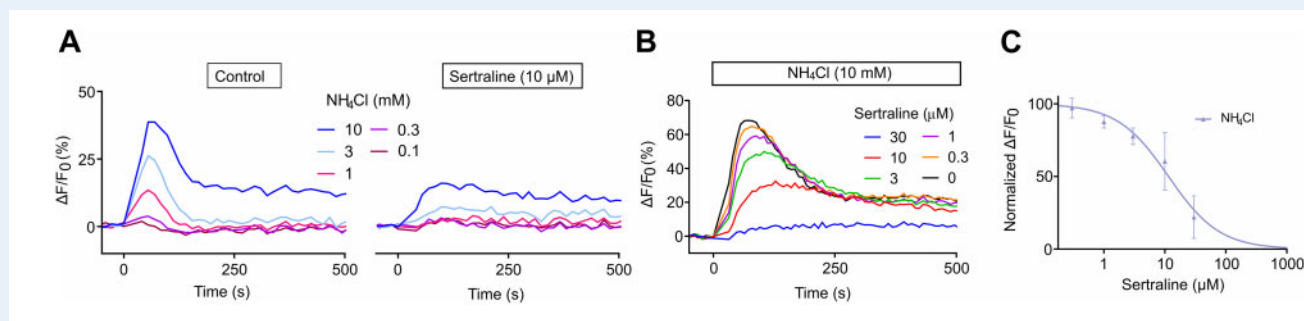 A
B
C
Control
Sertraline (10 µM)
NH₄Cl (10 mM)
NH₄Cl (mM)
10
0.3
3
0.1
1
Sertraline (µM)
30
1
10
0.3
3
0
NH₄Cl
ΔF/F₀ (%)
50
25
0
0
250
500
0
250
500
Time (s)
Time (s)
ΔF/F₀ (%)
80
60
40
20
0
0
250
500
Time (s)
Normalized ΔF/F₀
100
50
0
1
10
100
1000
Sertraline (µM)